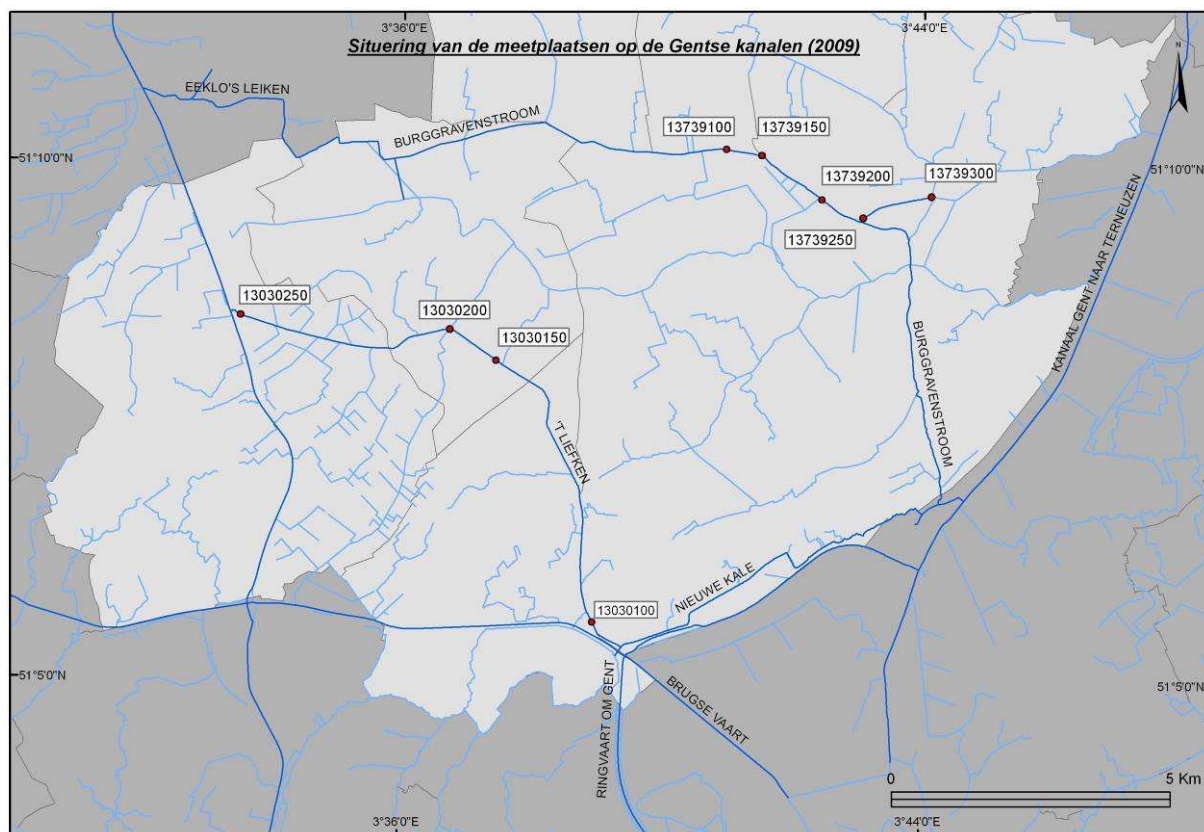 3°36'0"E
3°44'0"E
Situering van de meetplaatsen op de Gentse kanalen (2009)
N
EEKLO'S LEIKEN
BURGGRAVENSTROOM
13739100
13739150
51°10'0"N
51°10'0"N
13739200
13739300
13739250
KANAAL GENT NAAR TERNEUZEN
13030250
13030200
13030150
BURGGRAVENSTROOM
'T LIEFKEN
NIEUWE KALE
13030100
51°5'0"N
51°5'0"N
RINGVAART OM GENT
BRUGSE VAART
0
5 Km
3°36'0"E
3°44'0"E